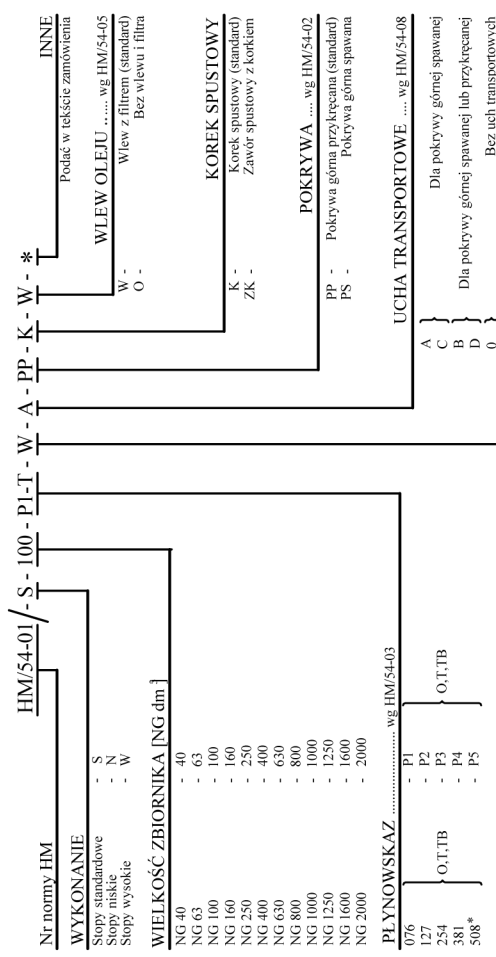 HM/54-01 / - S - 100 - P1-T - W - A - PP - K - W - *
Nr normy HM
WYKONANIE
Stopy standardowe - S
Stopy niskie - N
Stopy wysokie - W
WIELKOŚĆ ZBIORNIKA [NG dm³]
NG 40 - 40
NG 63 - 63
NG 100 - 100
NG 160 - 160
NG 250 - 250
NG 400 - 400
NG 630 - 630
NG 800 - 800
NG 1000 - 1000
NG 1250 - 1250
NG 1600 - 1600
NG 2000 - 2000
PŁYNOWSKAZ ........................ wg HM/54-03
076 - P1
127 - P2
254 O,T,TB - P3 O,T,TB
381 - P4
508* - P5
INNE
Podać w tekście zamówienia
WLEW OLEJU ...... wg HM/54-05
W - Wlew z filtrem (standard)
O - Bez wlewu i filtra
KOREK SPUSTOWY
K - Korek spustowy (standard)
ZK - Zawór spustowy z korkiem
POKRYWA .... wg HM/54-02
PP - Pokrywa górna przykręcana (standard)
PS - Pokrywa górna spawana
UCHA TRANSPORTOWE .... wg HM/54-08
A
C Dla pokrywy górnej spawanej
B
D Dla pokrywy górnej spawanej lub przykręcanej
0 Bez uch transportowych